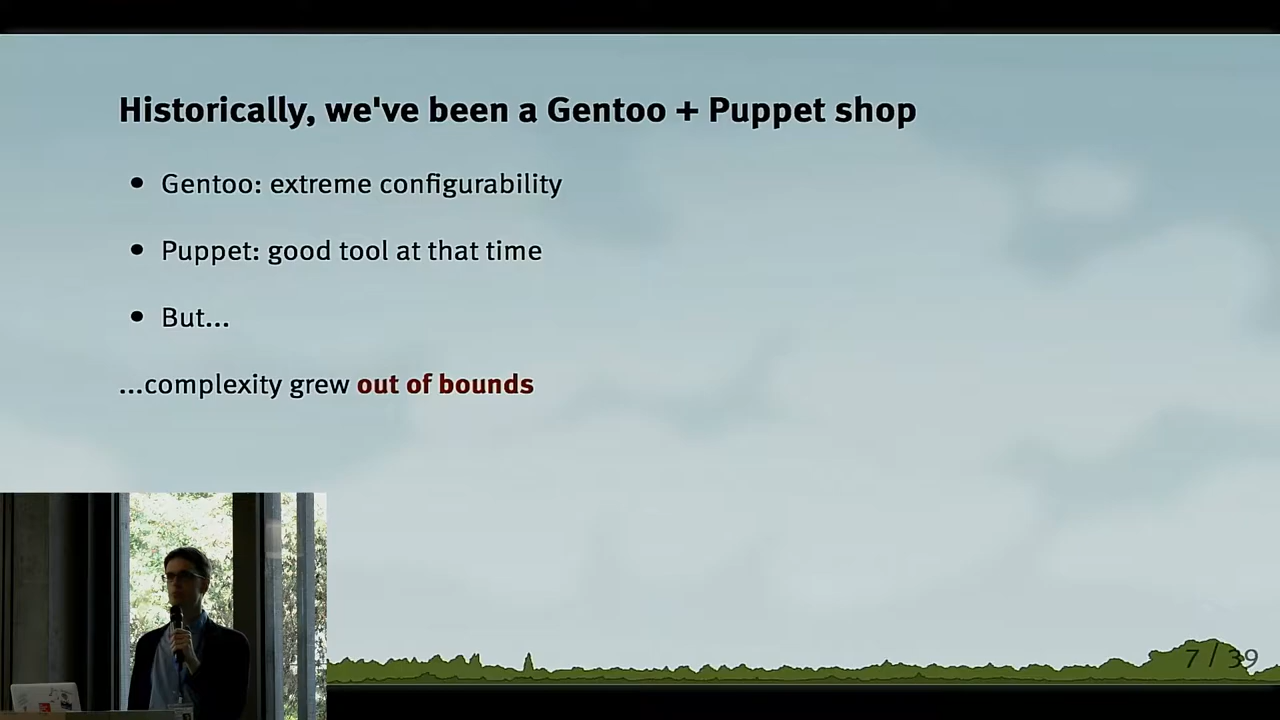 Historically, we've been a Gentoo + Puppet shop
• Gentoo: extreme configurability
• Puppet: good tool at that time
• But...
...complexity grew out of bounds
7 / 39